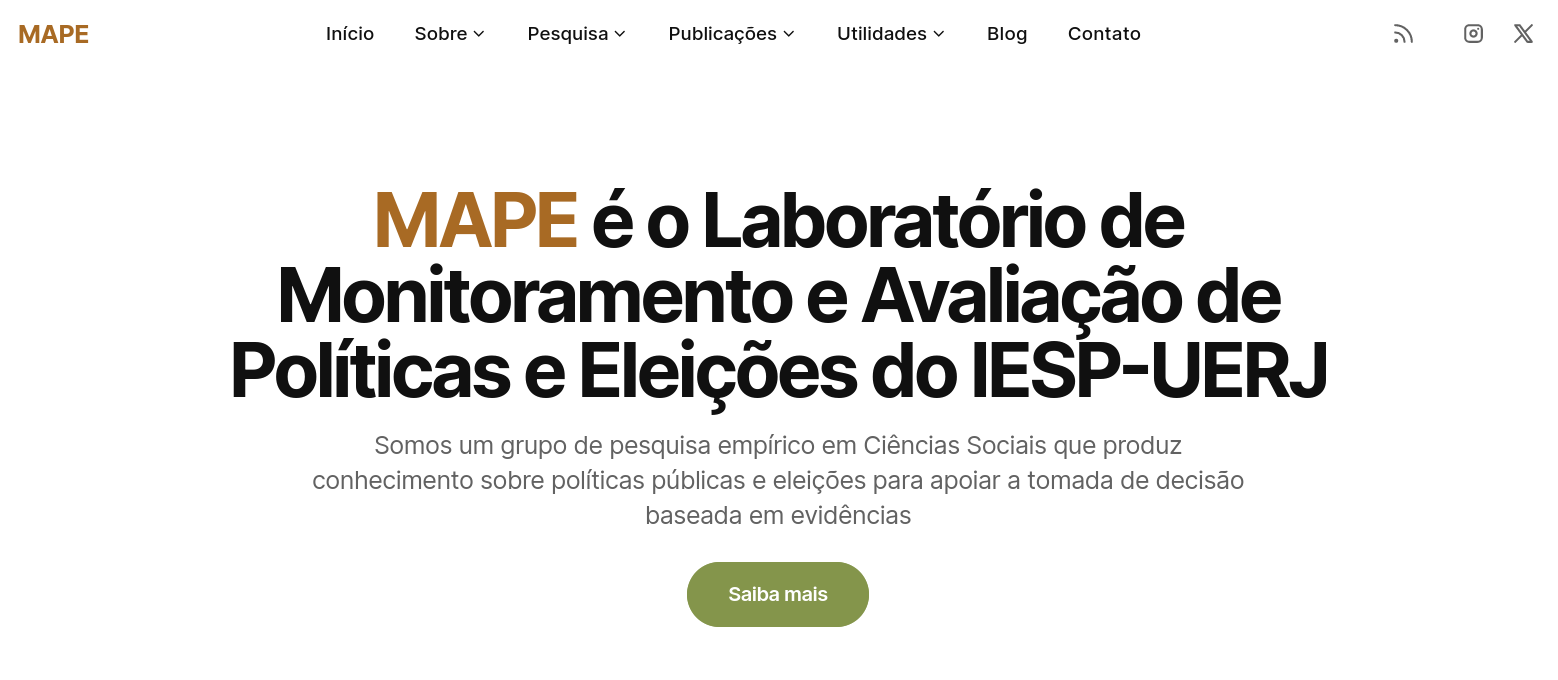 MAPE
Início Sobre Pesquisa Publicações Utilidades Blog Contato
MAPE é o Laboratório de
Monitoramento e Avaliação de
Políticas e Eleições do IESP-UERJ
Somos um grupo de pesquisa empírico em Ciências Sociais que produz
conhecimento sobre políticas públicas e eleições para apoiar a tomada de decisão
baseada em evidências
Saiba mais